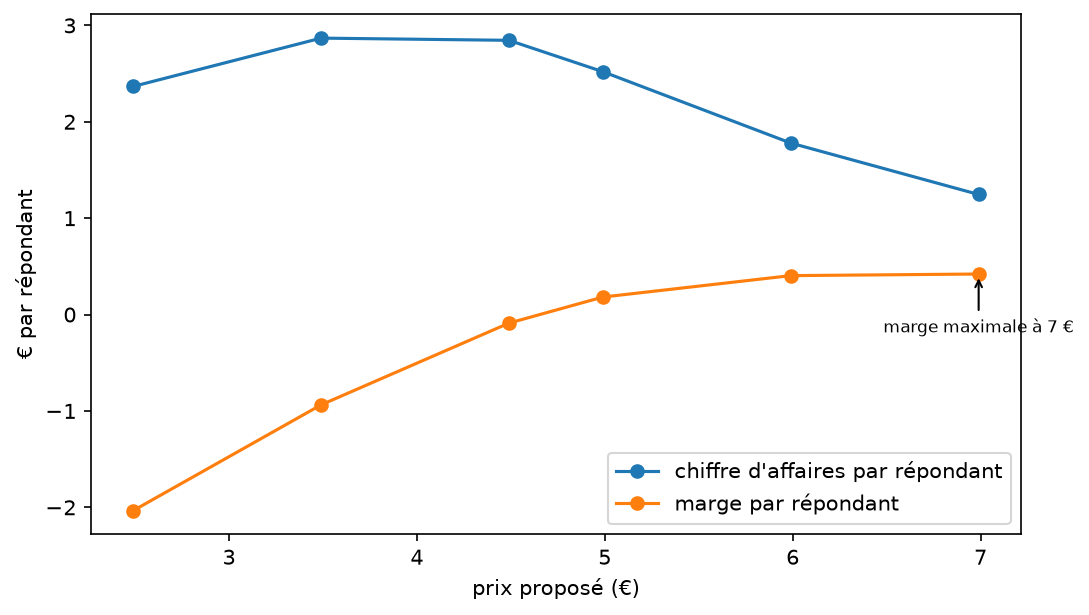 3
2
1
0
−1
−2
€ par répondant
marge maximale à 7 €
chiffre d'affaires par répondant
marge par répondant
3 4 5 6 7
prix proposé (€)